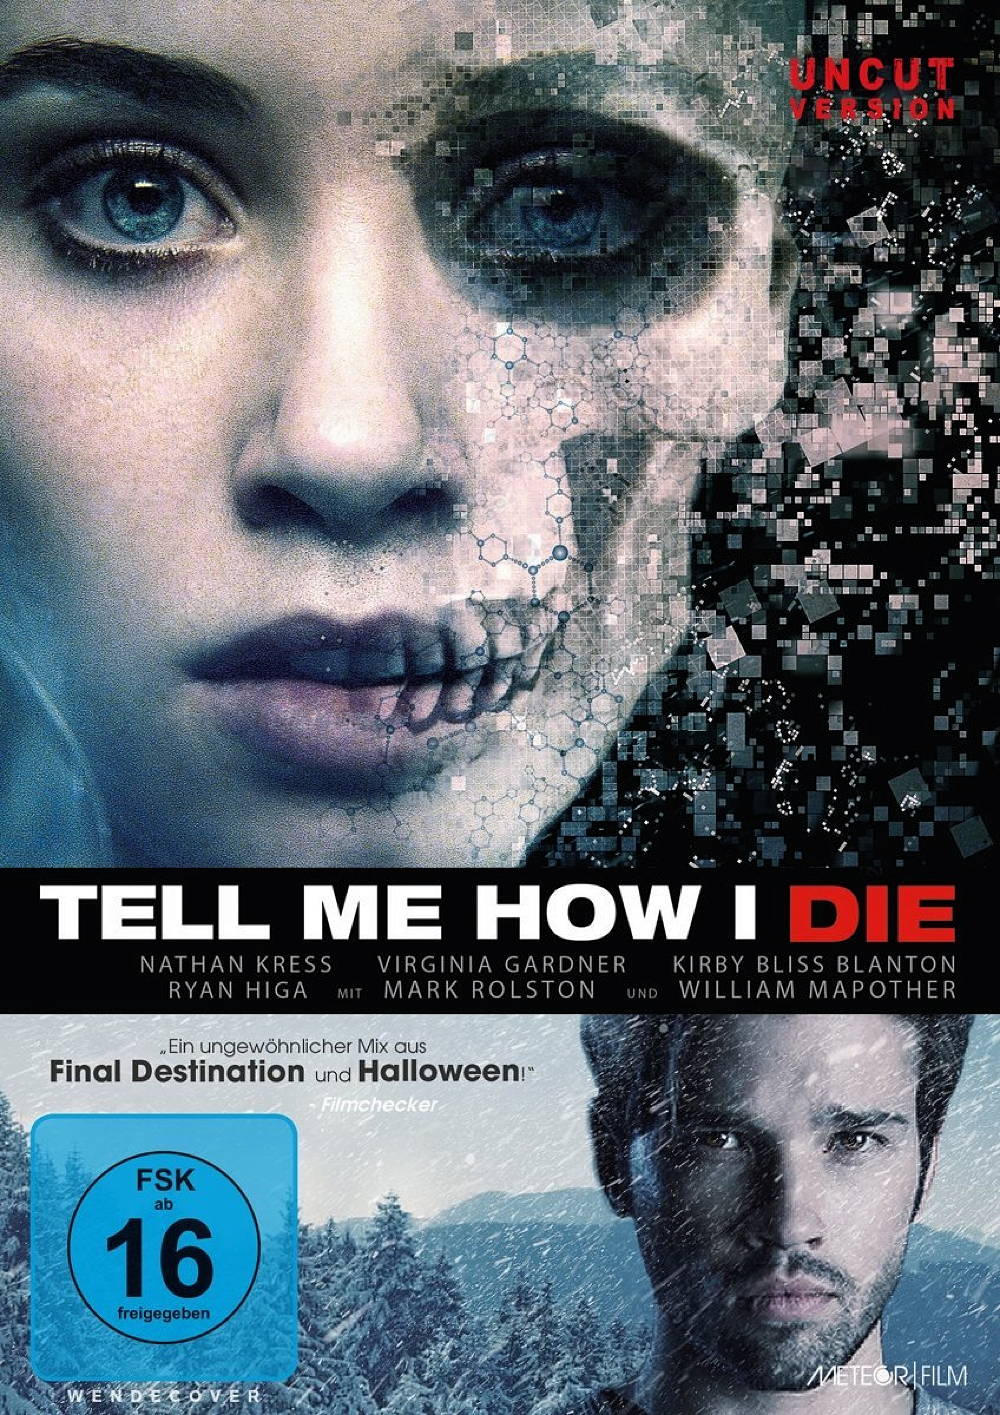 UNCUT
VERSION
TELL ME HOW I DIE
NATHAN KRESS VIRGINIA GARDNER KIRBY BLISS BLANTON
RYAN HIGA MIT MARK ROLSTON UND WILLIAM MAPOTHER
„Ein ungewöhnlicher Mix aus
Final Destination und Halloween!“
- Filmchecker
FSK
ab
16
freigegeben
WENDECOVER
METEOR|FILM